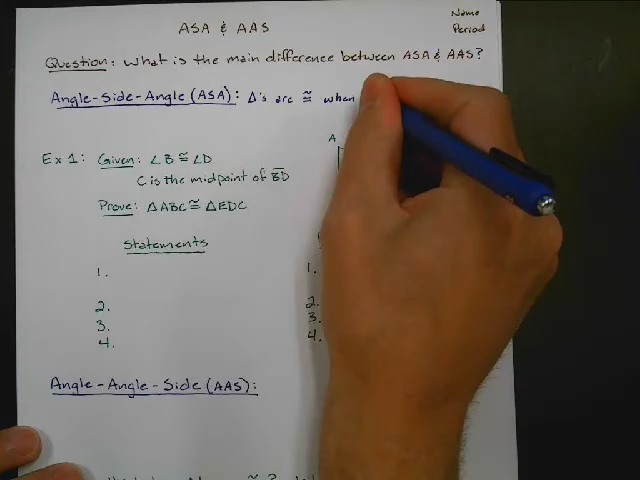 ASA & AAS
Name
Period
Question: What is the main difference between ASA & AAS?
Angle-Side-Angle (ASA): Δ's are ≅ when
A
Ex 1: Given: ∠B ≅ ∠D
C is the midpoint of B̅D̅
Prove: ΔABC ≅ ΔEDC
Statements
1. 1.
2. 2.
3. 3.
4. 4.
Angle-Angle-Side (AAS):